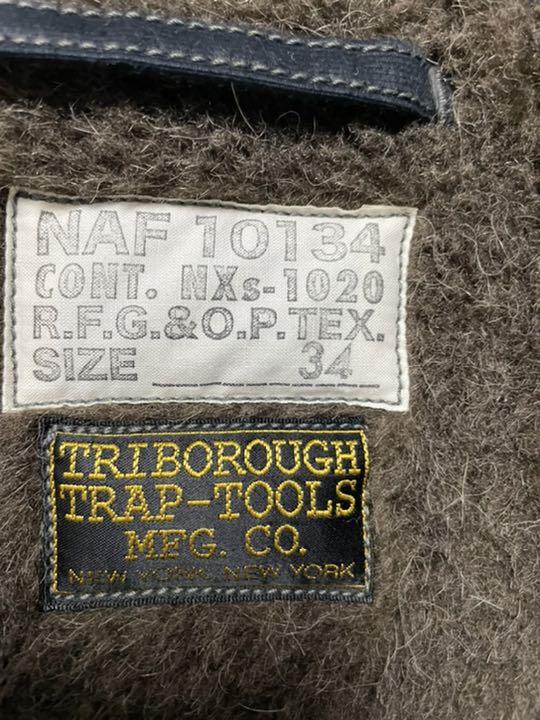 NAF 10134
CONT. NXs-1020
R.F.G.&O.P.TEX.
SIZE 34
TRIBOROUGH
TRAP-TOOLS
MFG. CO.
NEW YORK, NEW YORK